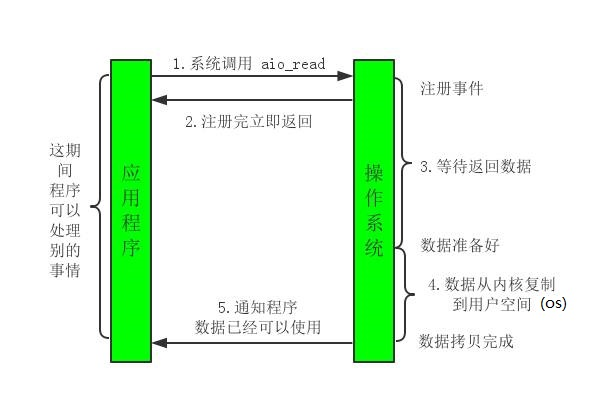 1.系统调用 aio_read
注册事件
2.注册完立即返回
这期
间
程序
可以
处理
别的
事情
应用程序
操作系统
3.等待返回数据
数据准备好
4.数据从内核复制
到用户空间 (os)
5.通知程序
数据已经可以使用
数据拷贝完成